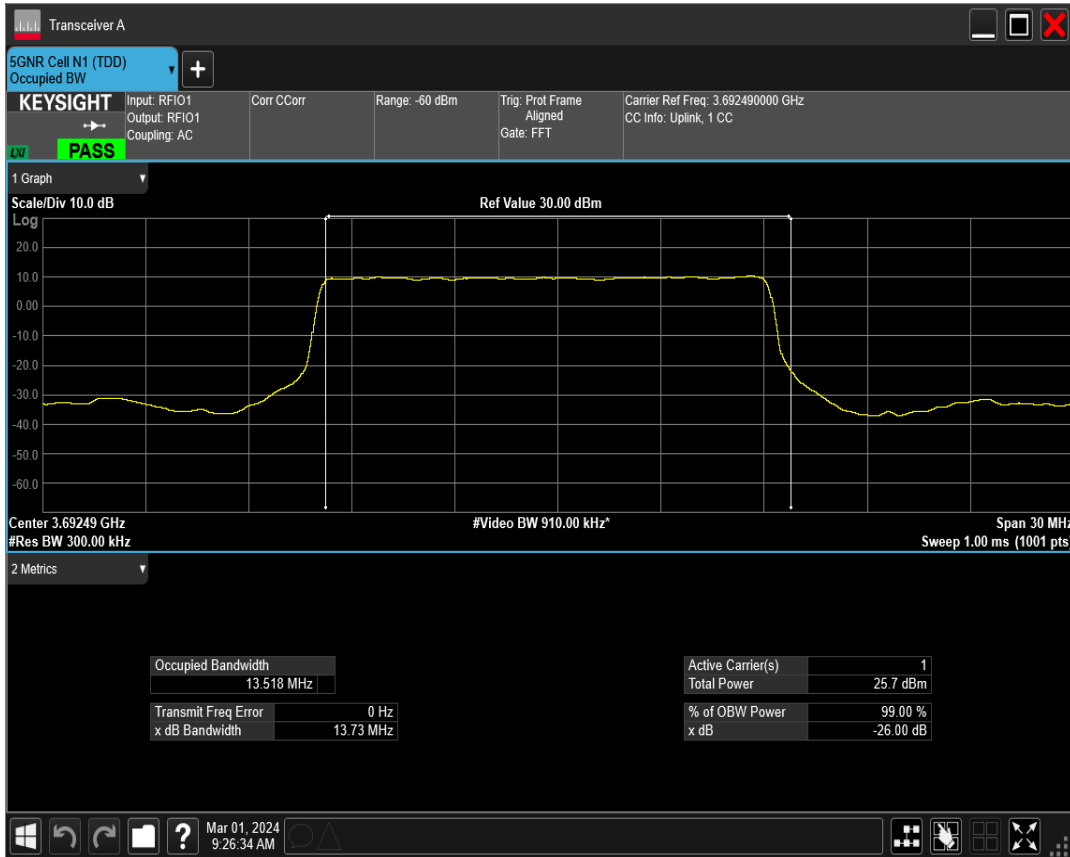 Transceiver A
5GNR Cell N1 (TDD)
Occupied BW
+
KEYSIGHT
LXI
PASS
Input: RFIO1
Output: RFIO1
Coupling: AC
Corr CCorr
Range: -60 dBm
Trig: Prot Frame
Aligned
Gate: FFT
Carrier Ref Freq: 3.692490000 GHz
CC Info: Uplink, 1 CC
1 Graph
Scale/Div 10.0 dB
Ref Value 30.00 dBm
Log
20.0
10.0
0.00
-10.0
-20.0
-30.0
-40.0
-50.0
-60.0
Center 3.69249 GHz
#Video BW 910.00 kHz*
Span 30 MHz
#Res BW 300.00 kHz
Sweep 1.00 ms (1001 pts)
2 Metrics
Occupied Bandwidth
13.518 MHz
Transmit Freq Error 0 Hz
x dB Bandwidth 13.73 MHz
Active Carrier(s) 1
Total Power 25.7 dBm
% of OBW Power 99.00 %
x dB -26.00 dB
?
Mar 01, 2024
9:26:34 AM